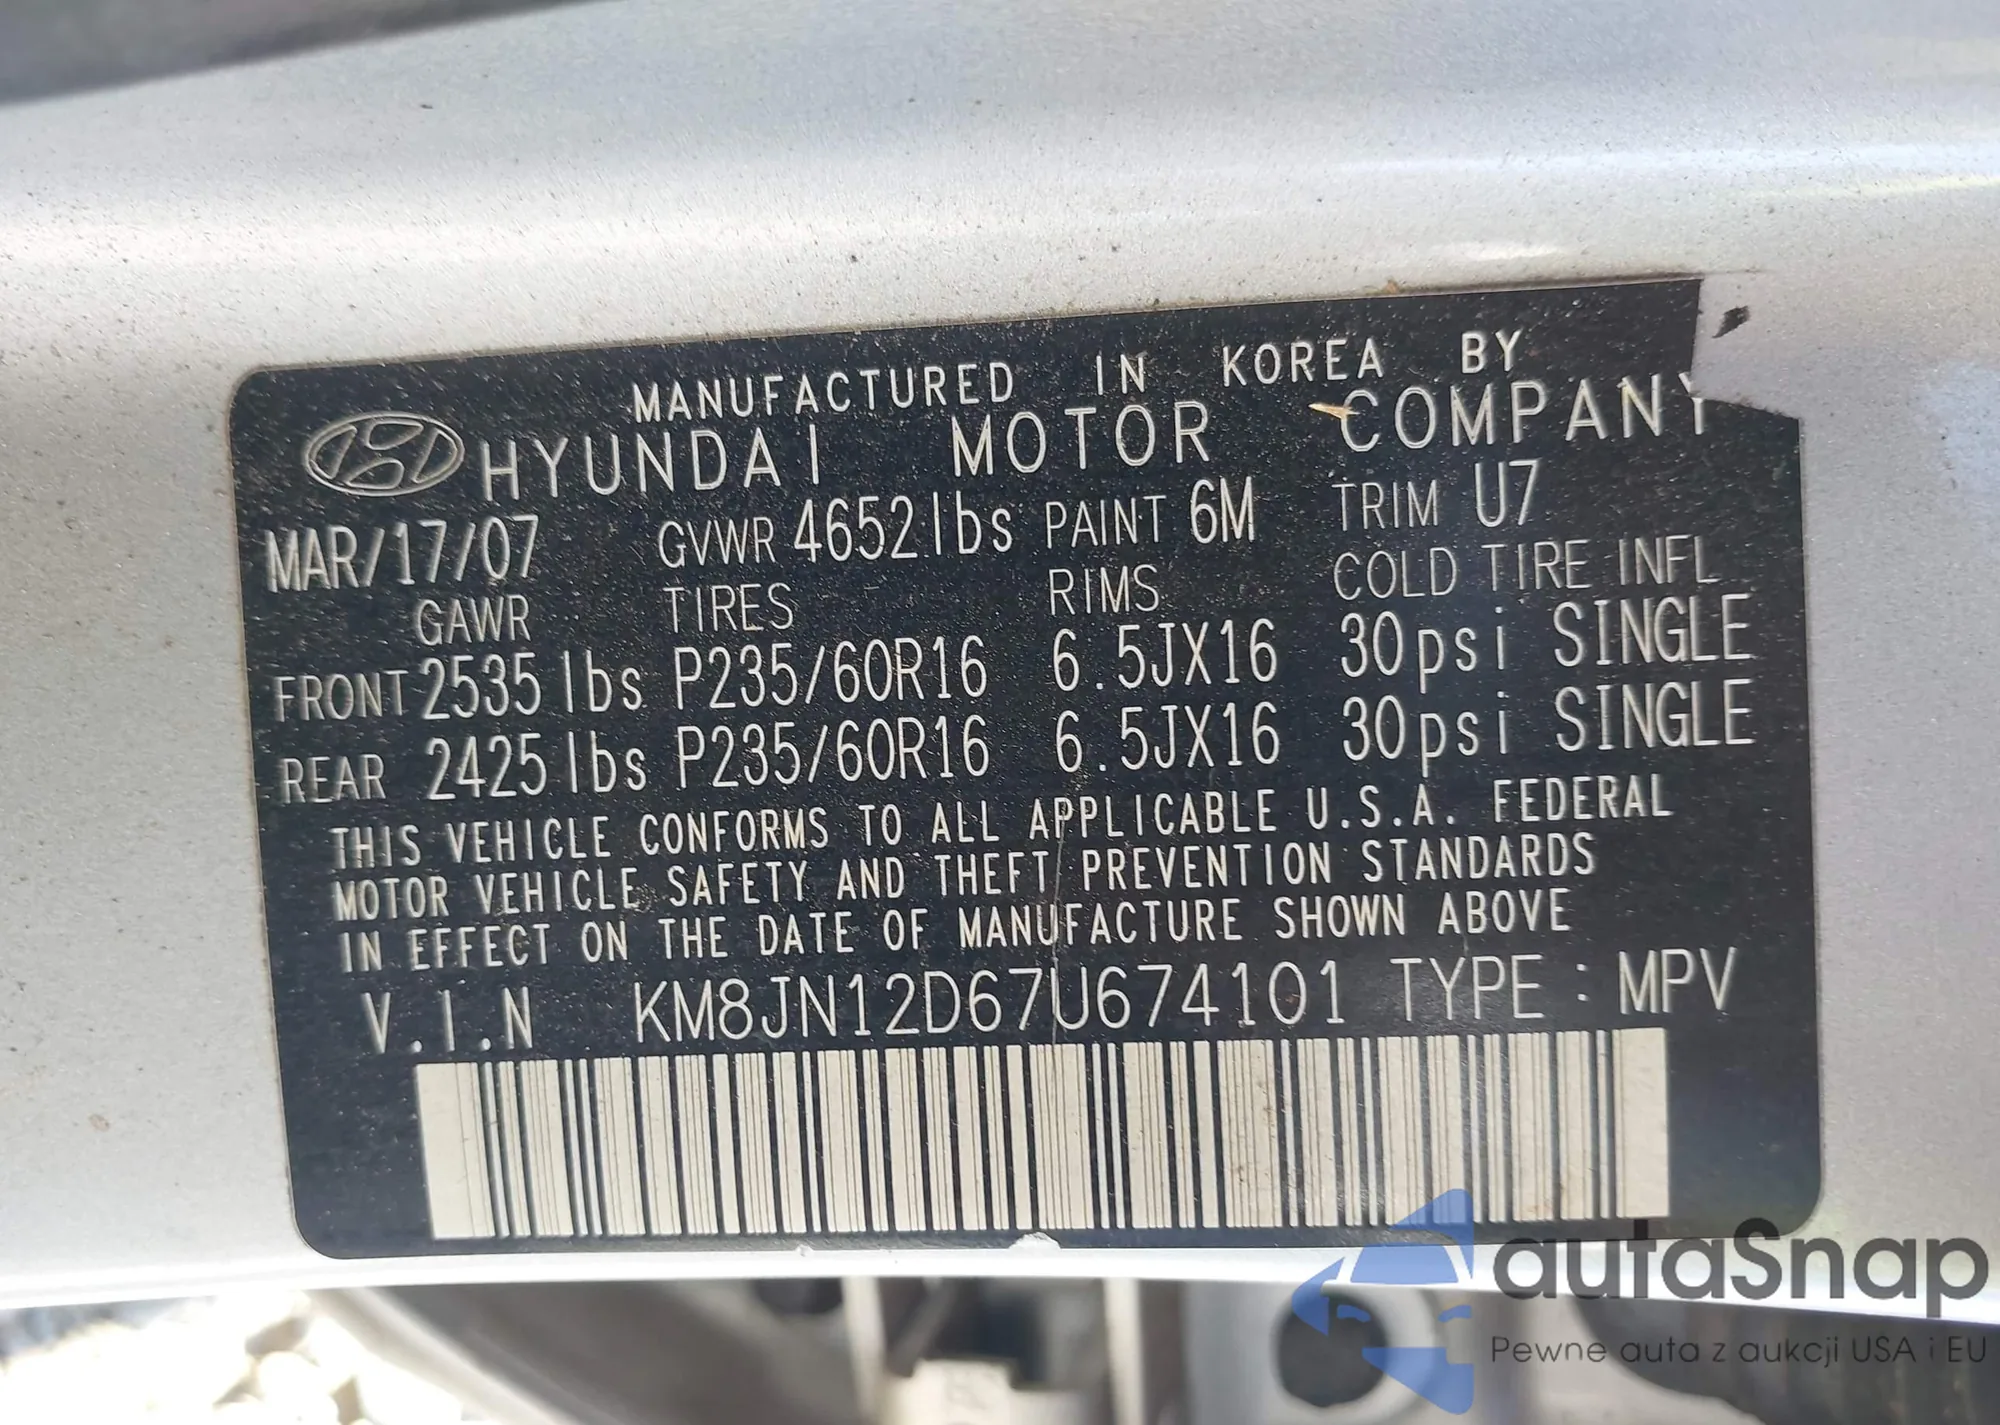 MANUFACTURED IN KOREA BY
HYUNDAI MOTOR COMPANY
MAR/17/07 GVWR 4652lbs PAINT 6M TRIM U7
GAWR TIRES RIMS COLD TIRE INFL
FRONT 2535lbs P235/60R16 6.5JX16 30psi SINGLE
REAR 2425lbs P235/60R16 6.5JX16 30psi SINGLE
THIS VEHICLE CONFORMS TO ALL APPLICABLE U.S.A. FEDERAL
MOTOR VEHICLE SAFETY AND THEFT PREVENTION STANDARDS
IN EFFECT ON THE DATE OF MANUFACTURE SHOWN ABOVE
V.I.N KM8JN12D67U674101 TYPE : MPV
autaSnap
Pewne auta z aukcji USA i EU